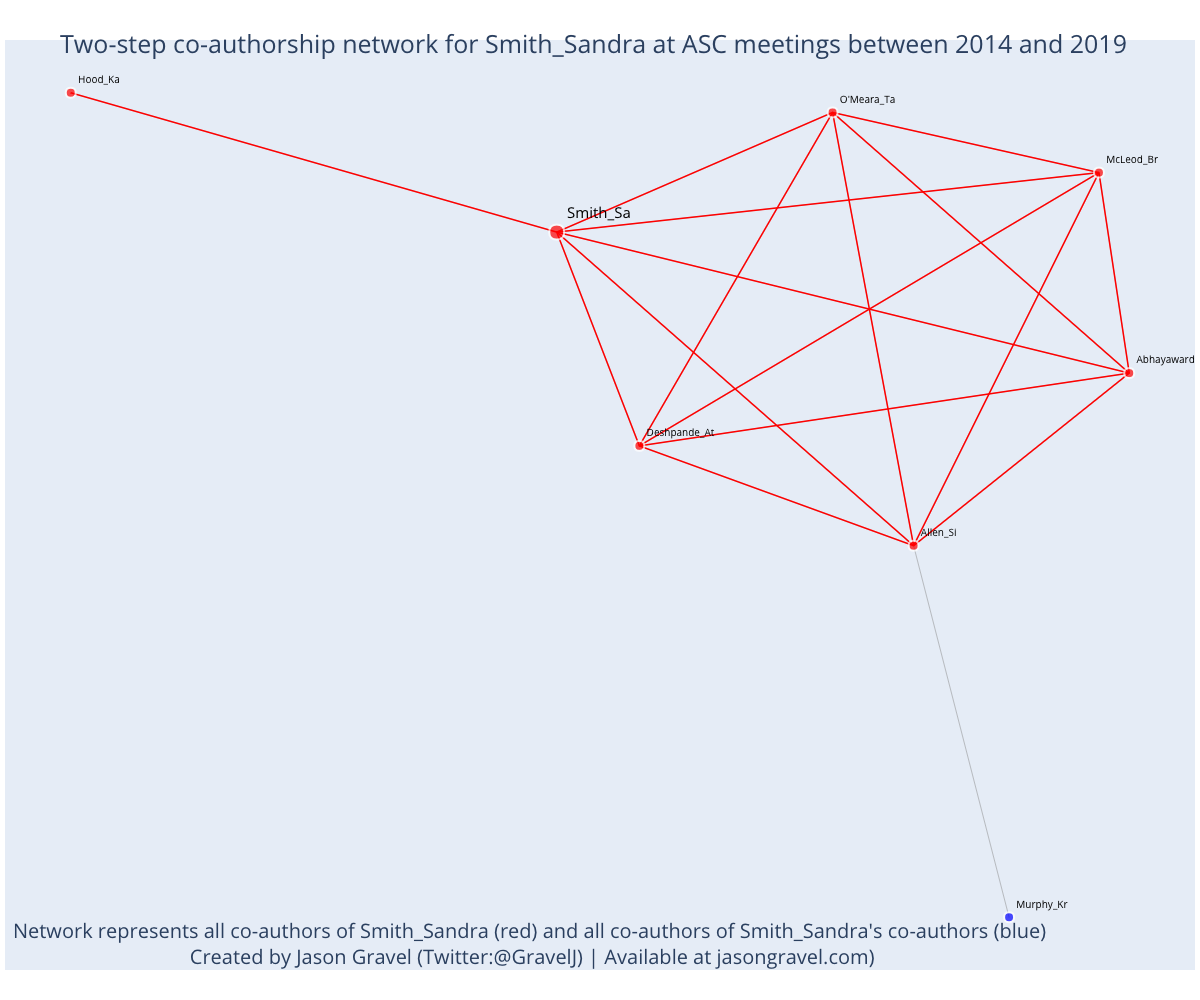 Two-step co-authorship network for Smith_Sandra at ASC meetings between 2014 and 2019
Hood_Ka
O'Meara_Ta
McLeod_Br
Smith_Sa
Abhayaward
Deshpande_At
Allen_Si
Murphy_Kr
Network represents all co-authors of Smith_Sandra (red) and all co-authors of Smith_Sandra's co-authors (blue)
Created by Jason Gravel (Twitter:@GravelJ) | Available at jasongravel.com)